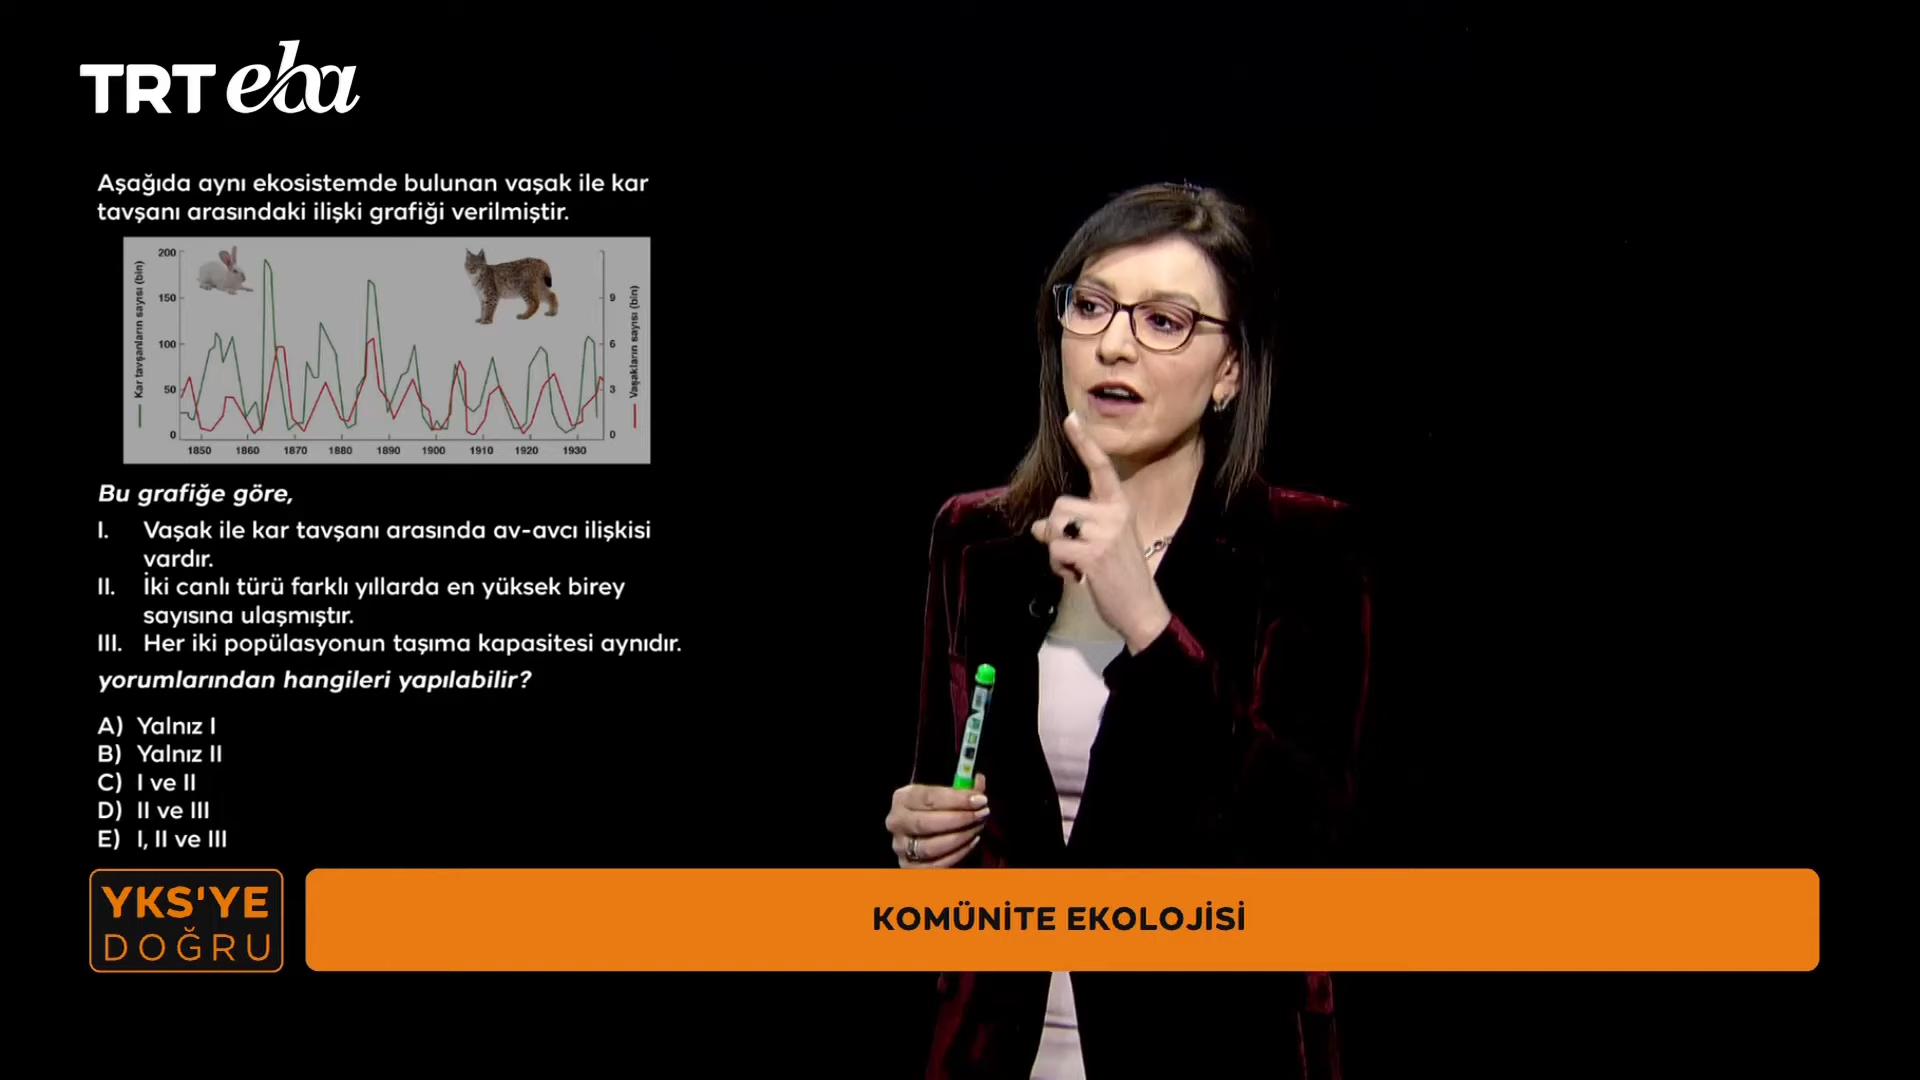 TRT eba
Aşağıda aynı ekosistemde bulunan vaşak ile kar
tavşanı arasındaki ilişki grafiği verilmiştir.
200
150
100
50
0
Kar tavşanların sayısı (bin)
9
6
3
0
Vaşakların sayısı (bin)
1850 1860 1870 1880 1890 1900 1910 1920 1930
Bu grafiğe göre,
I. Vaşak ile kar tavşanı arasında av-avcı ilişkisi
vardır.
II. İki canlı türü farklı yıllarda en yüksek birey
sayısına ulaşmıştır.
III. Her iki popülasyonun taşıma kapasitesi aynıdır.
yorumlarından hangileri yapılabilir?
A) Yalnız I
B) Yalnız II
C) I ve II
D) II ve III
E) I, II ve III
YKS'YE
DOĞRU
KOMÜNİTE EKOLOJİSİ